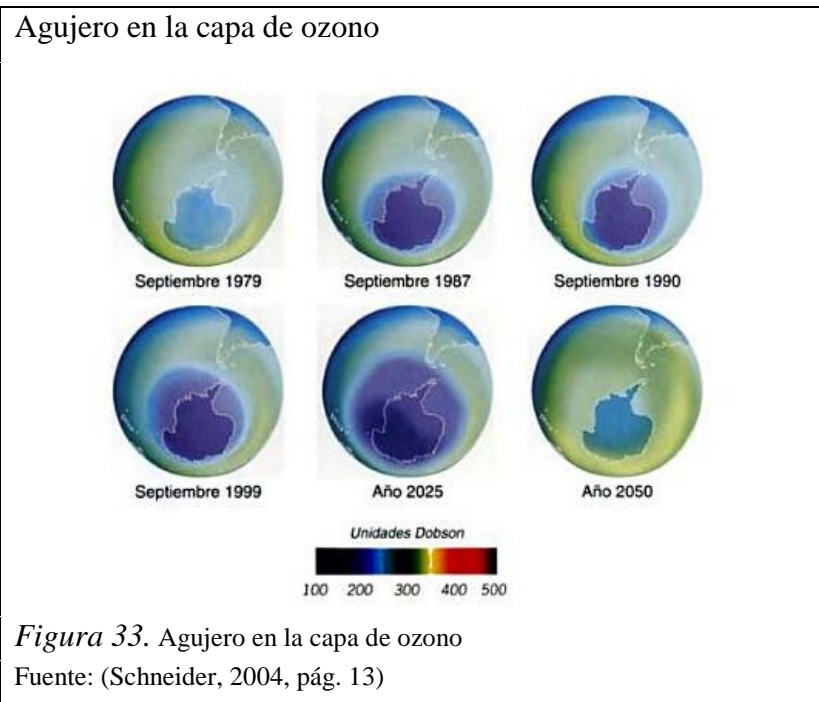 Agujero en la capa de ozono
Septiembre 1979 Septiembre 1987 Septiembre 1990
Septiembre 1999 Año 2025 Año 2050
Unidades Dobson
100 200 300 400 500
Figura 33. Agujero en la capa de ozono
Fuente: (Schneider, 2004, pág. 13)